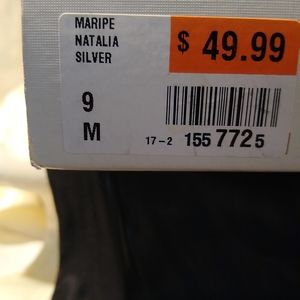 MARIPE
NATALIA
SILVER
$ 49.99
9
M
17-2 155 772 5